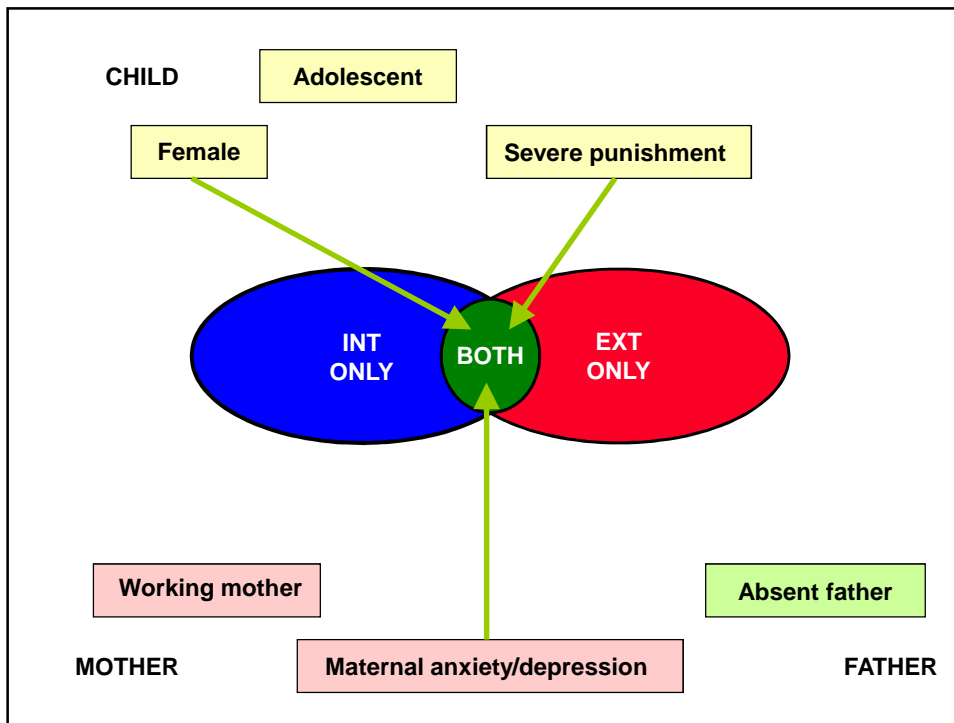 CHILD
Adolescent
Female
Severe punishment
INT
ONLY
BOTH
EXT
ONLY
Working mother
Absent father
MOTHER
Maternal anxiety/depression
FATHER